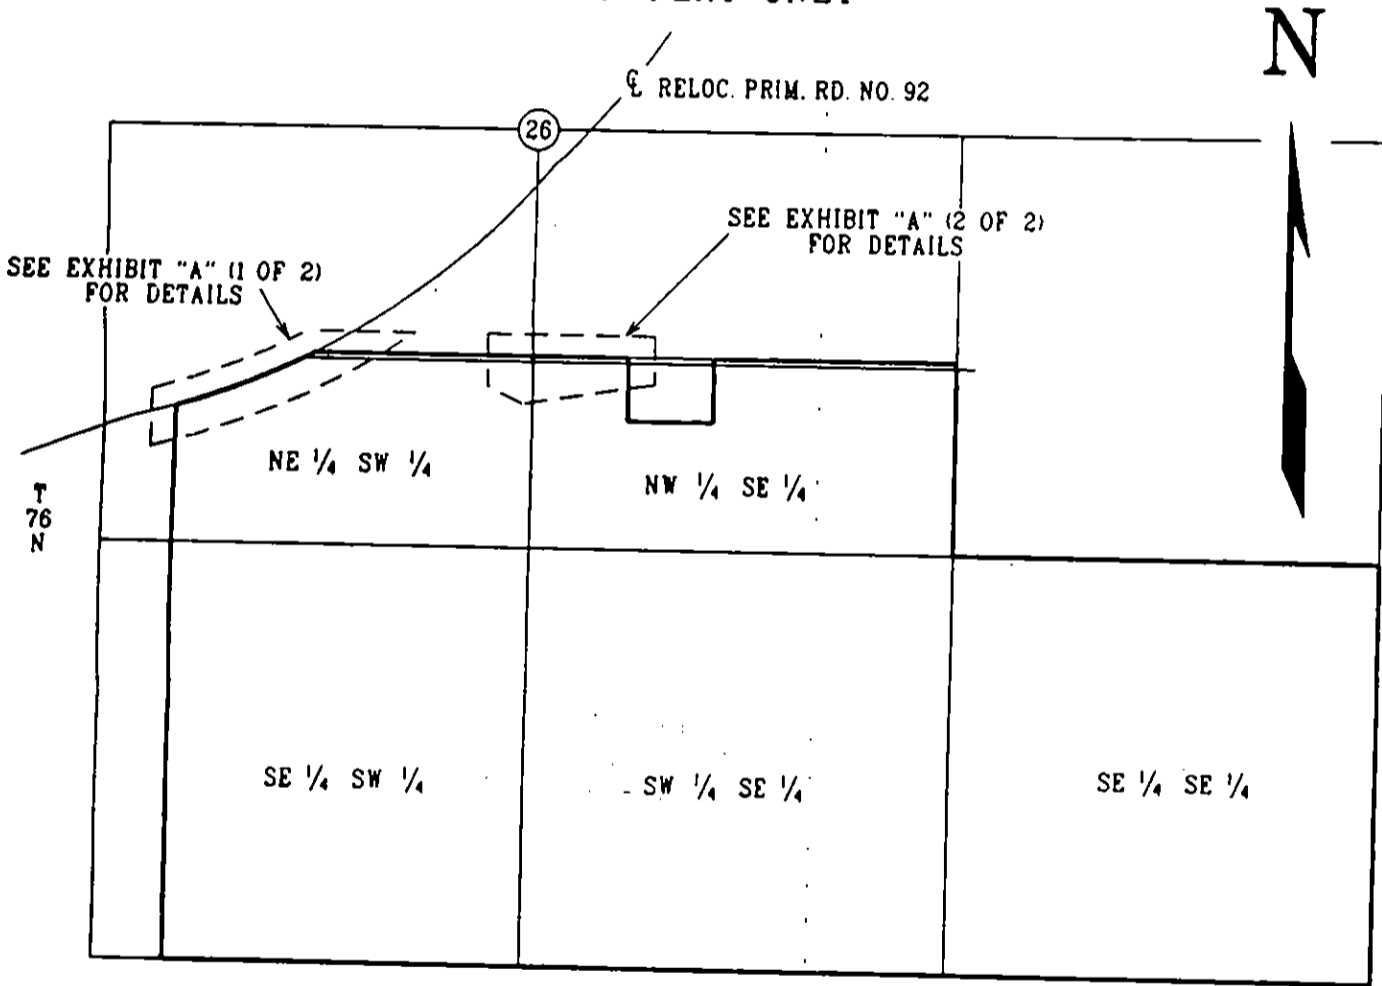 N
℄ RELOC. PRIM. RD. NO. 92
26
SEE EXHIBIT "A" (2 OF 2)
FOR DETAILS
SEE EXHIBIT "A" (1 OF 2)
FOR DETAILS
NE 1/4 SW 1/4
NW 1/4 SE 1/4
T
76
N
SE 1/4 SW 1/4
SW 1/4 SE 1/4
SE 1/4 SE 1/4